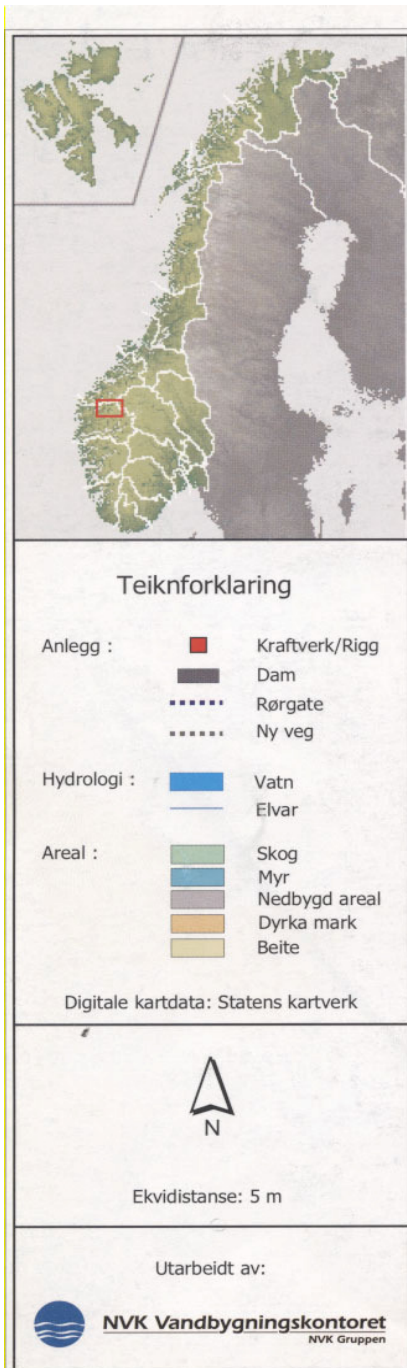 Teiknforklaring
Anlegg : Kraftverk/Rigg
Dam
Rørgate
Ny veg
Hydrologi : Vatn
Elvar
Areal : Skog
Myr
Nedbygd areal
Dyrka mark
Beite
Digitale kartdata: Statens kartverk
N
Ekvidistanse: 5 m
Utarbeidt av:
NVK Vandbygningskontoret
NVK Gruppen